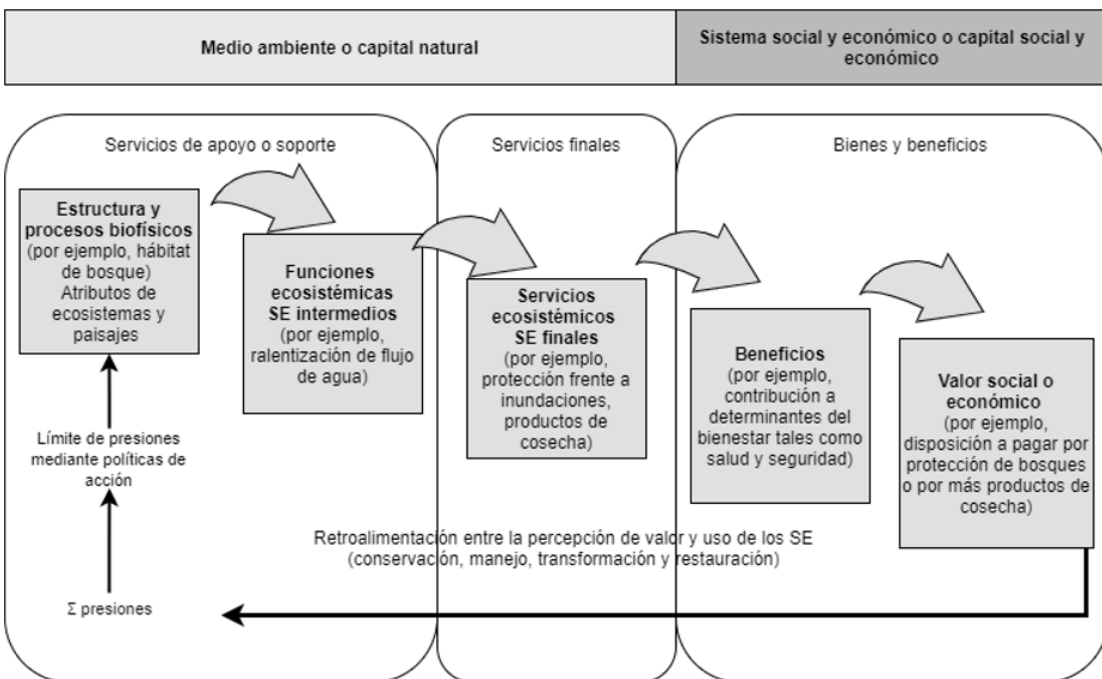 Medio ambiente o capital natural
Sistema social y económico o capital social y
económico
Servicios de apoyo o soporte
Servicios finales
Bienes y beneficios
Estructura y
procesos biofísicos
(por ejemplo, hábitat
de bosque)
Atributos de
ecosistemas y
paisajes
Funciones
ecosistémicas
SE intermedios
(por ejemplo,
ralentización de flujo
de agua)
Servicios
ecosistémicos
SE finales
(por ejemplo,
protección frente a
inundaciones,
productos de
cosecha)
Beneficios
(por ejemplo,
contribución a
determinantes del
bienestar tales como
salud y seguridad)
Valor social o
económico
(por ejemplo,
disposición a pagar por
protección de bosques
o por más productos de
cosecha)
Límite de presiones
mediante políticas de
acción
Σ presiones
Retroalimentación entre la percepción de valor y uso de los SE
(conservación, manejo, transformación y restauración)